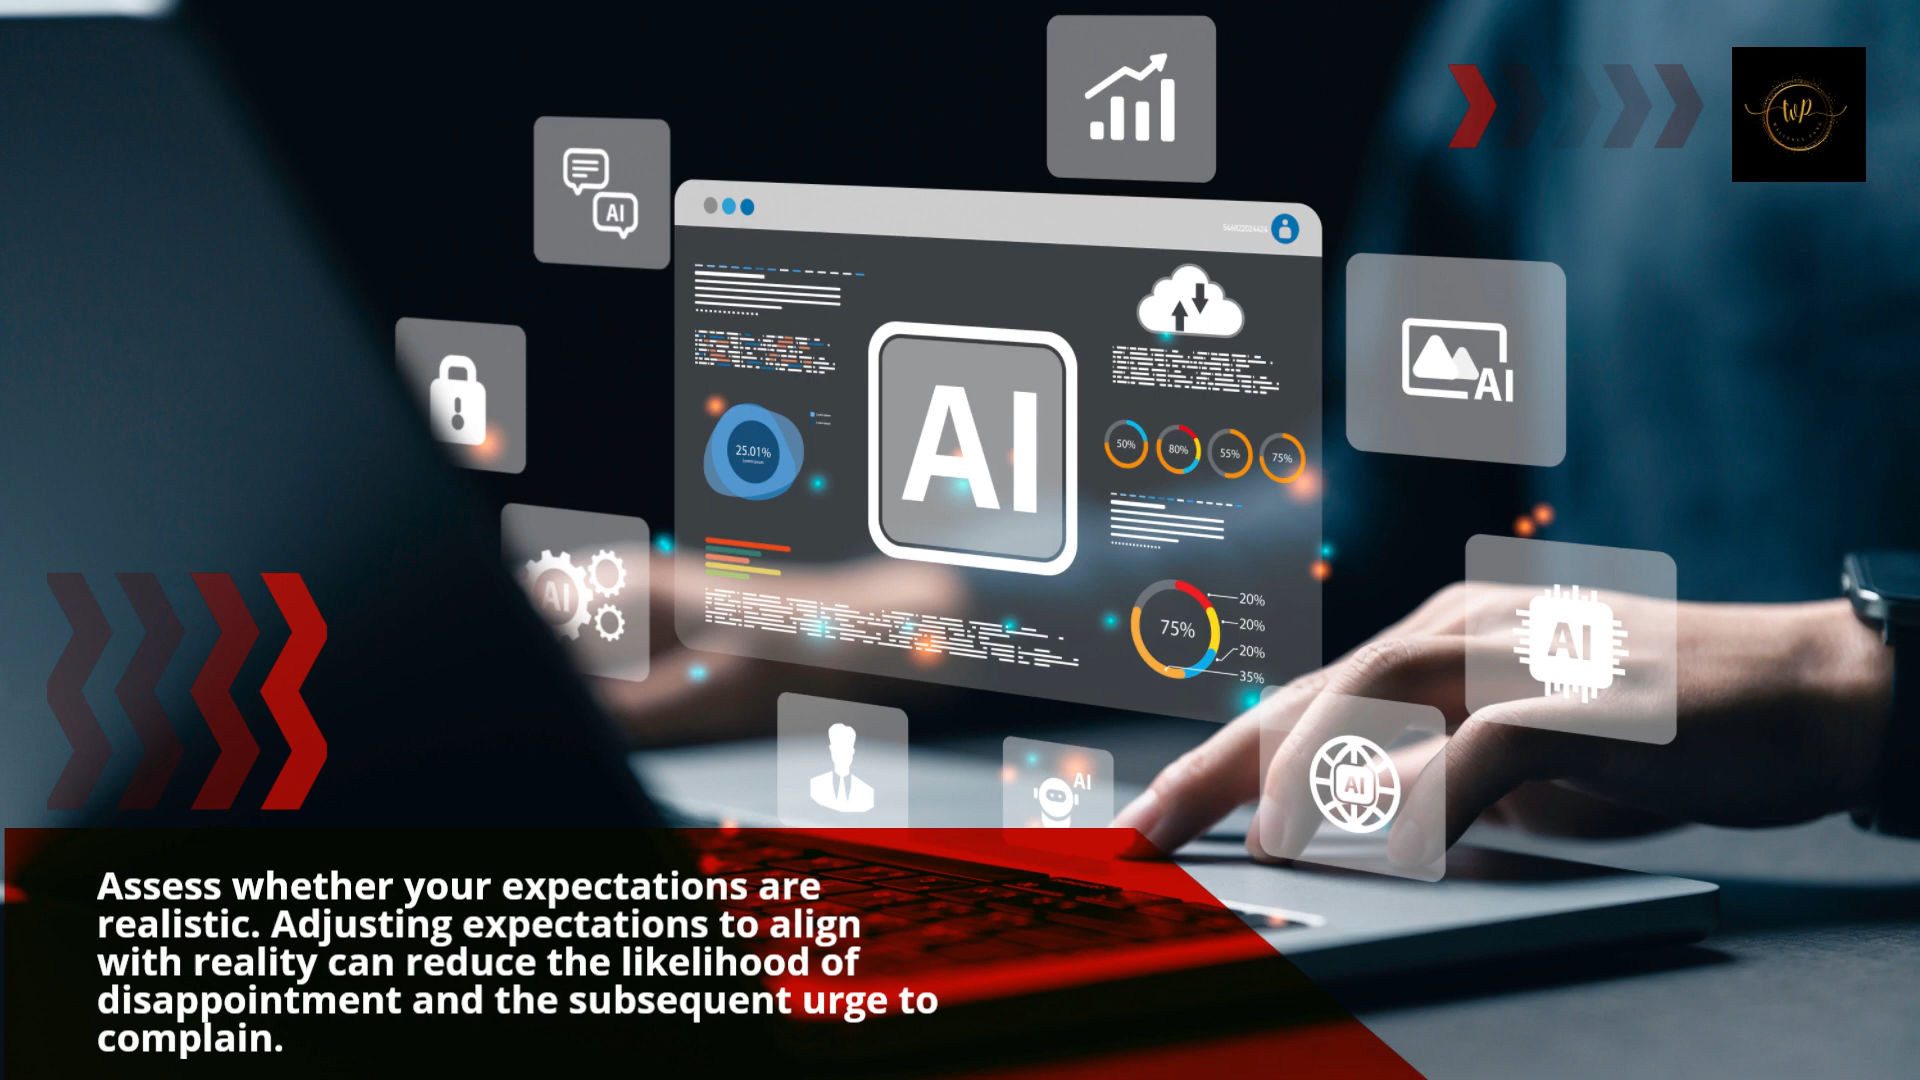 wp
AI
546822024424
AI
25.01%
50%
80%
55%
75%
AI
AI
AI
75%
20%
20%
20%
35%
AI
AI
Assess whether your expectations are
realistic. Adjusting expectations to align
with reality can reduce the likelihood of
disappointment and the subsequent urge to
complain.